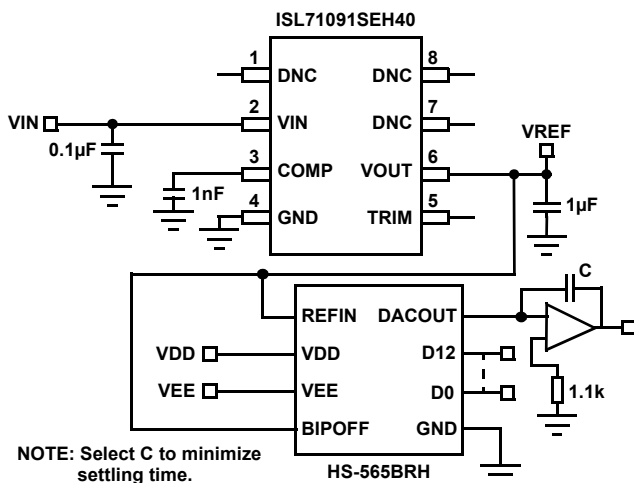 ISL71091SEH40
1
DNC
DNC
8
VIN
2
VIN
DNC
7
0.1µF
VREF
3
COMP
VOUT
6
1nF
4
GND
TRIM
5
1µF
C
REFIN
DACOUT
VDD
VDD
D12
VEE
VEE
D0
1.1k
BIPOFF
GND
NOTE: Select C to minimize
settling time.
HS-565BRH